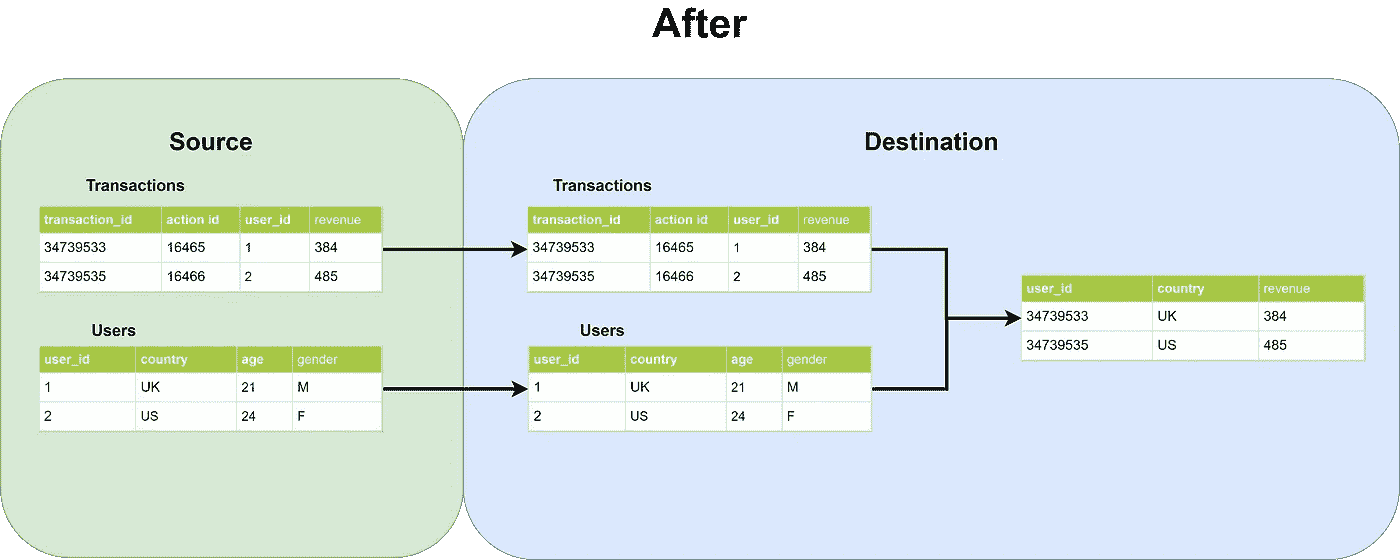 After
Source
Transactions
transaction_id action id user_id revenue
34739533 16465 1 384
34739535 16466 2 485
Users
user_id country age gender
1 UK 21 M
2 US 24 F
Destination
Transactions
transaction_id action id user_id revenue
34739533 16465 1 384
34739535 16466 2 485
Users
user_id country age gender
1 UK 21 M
2 US 24 F
user_id country revenue
34739533 UK 384
34739535 US 485